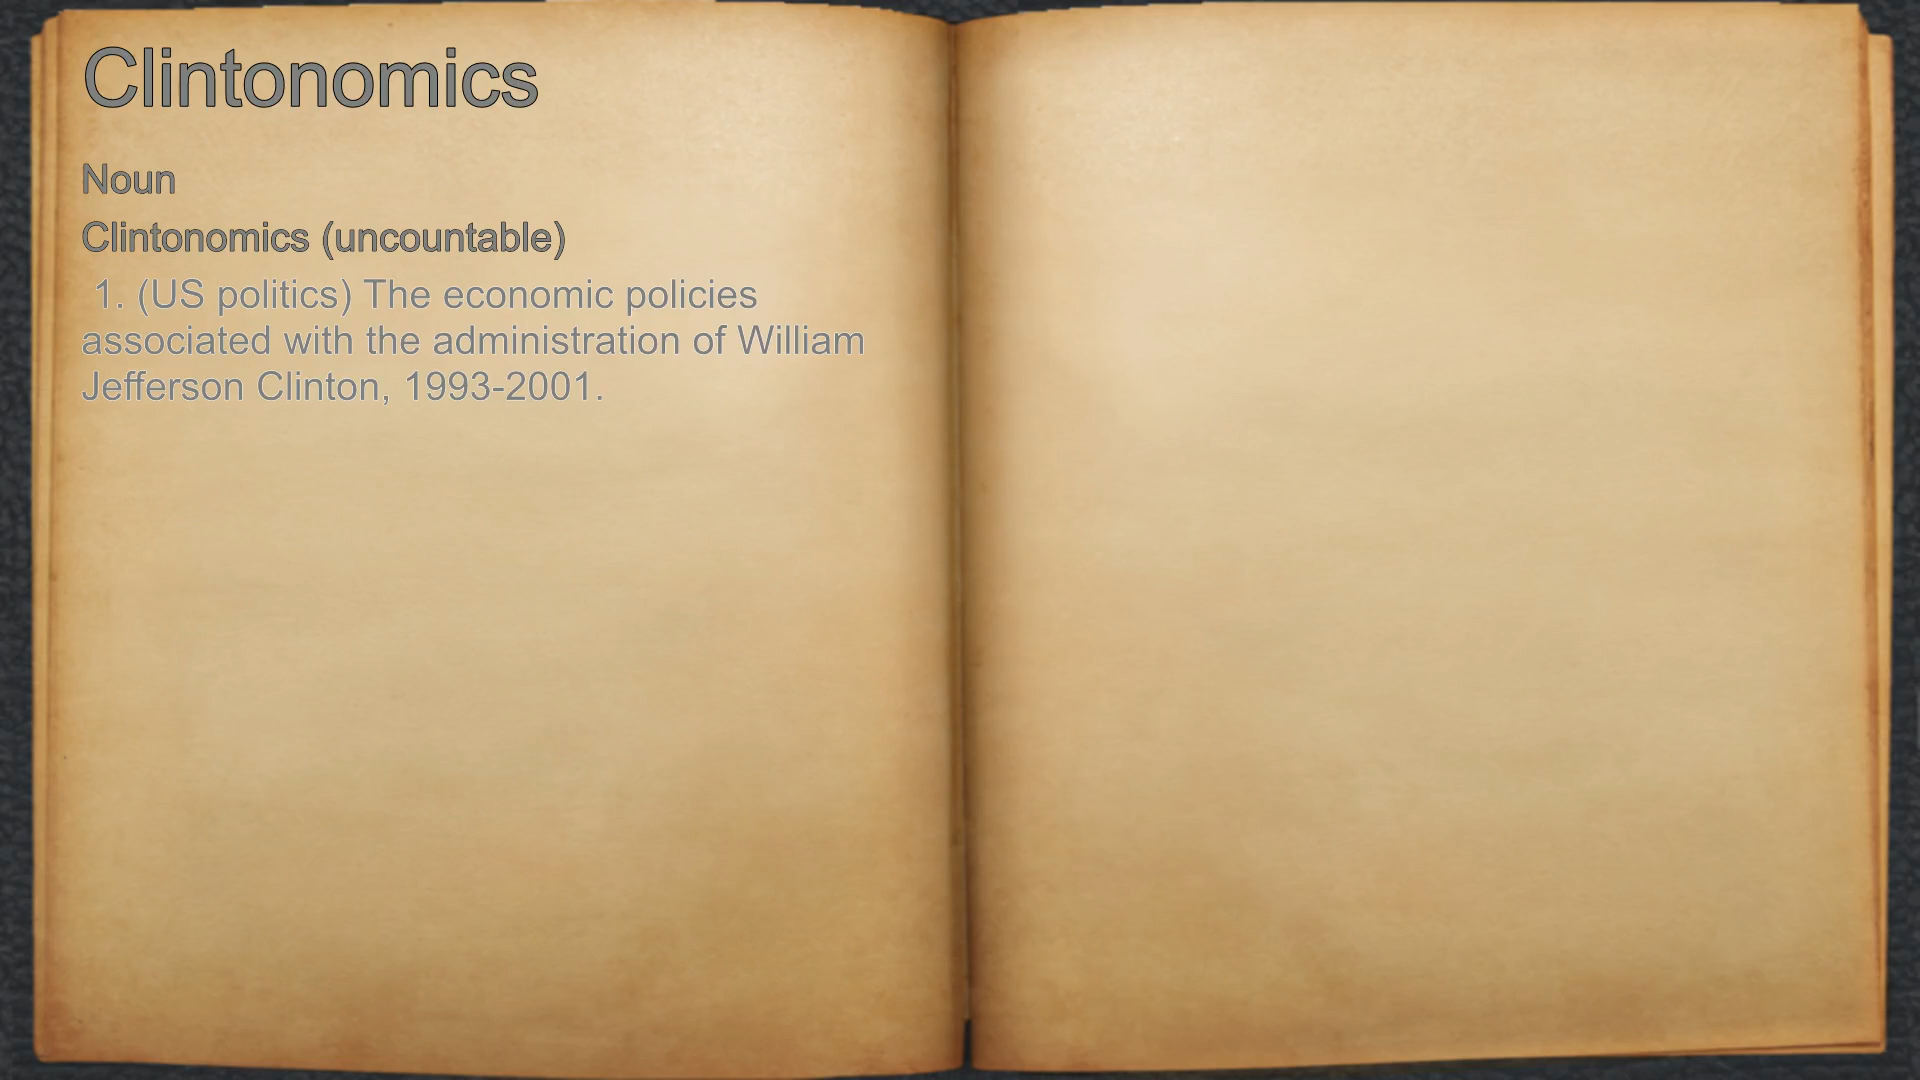 Clintonomics
Noun
Clintonomics (uncountable)
1. (US politics) The economic policies
associated with the administration of William
Jefferson Clinton, 1993-2001.